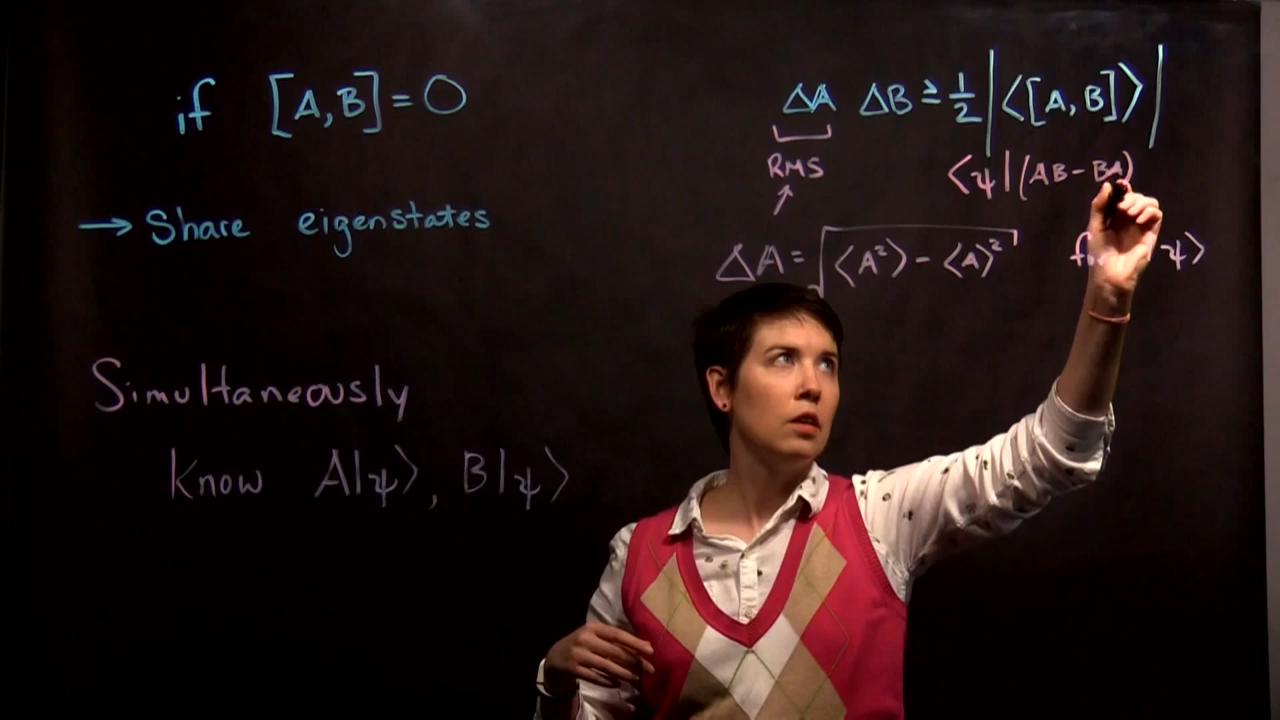 if [A,B]=0
→ Share eigenstates
Simultaneously
know A|ψ⟩, B|ψ⟩
ΔA ΔB ≥ 1/2 |⟨[A,B]⟩|
RMS
⟨ψ|(AB-BA)
ΔA = √(⟨A²⟩ - ⟨A⟩²)
ψ⟩